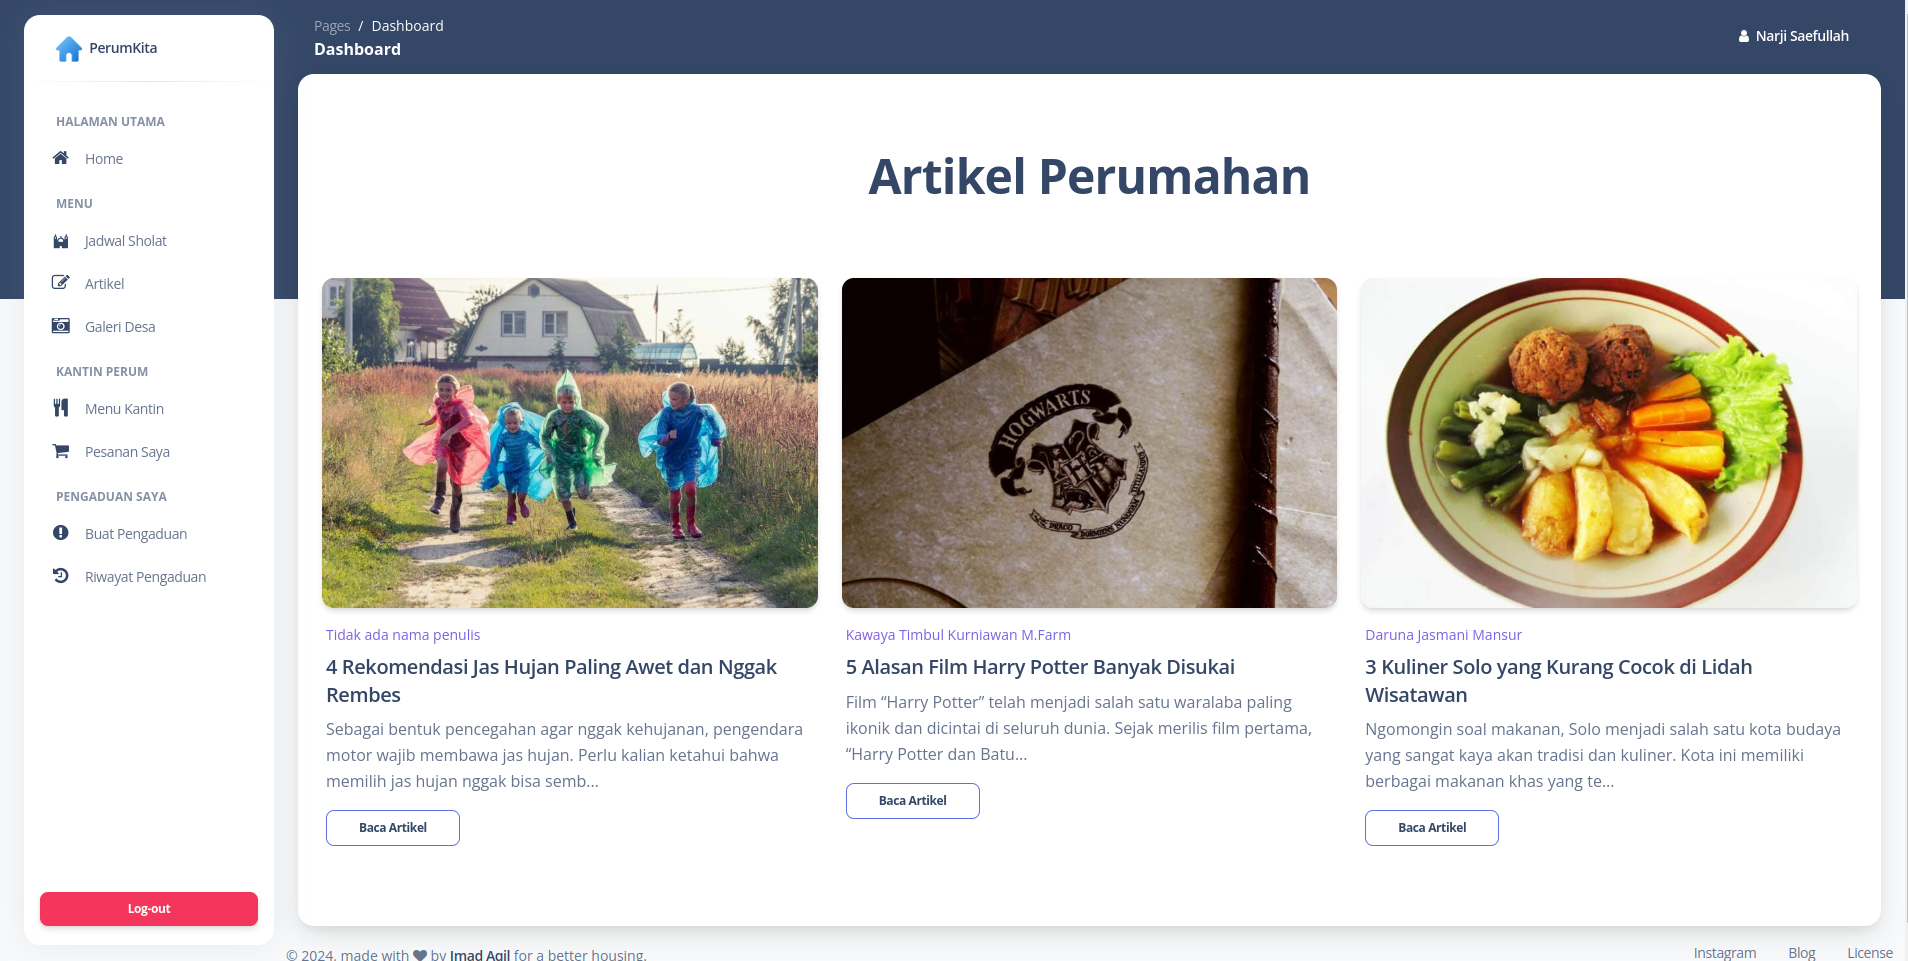 PerumKita
HALAMAN UTAMA
Home
MENU
Jadwal Sholat
Artikel
Galeri Desa
KANTIN PERUM
Menu Kantin
Pesanan Saya
PENGADUAN SAYA
Buat Pengaduan
Riwayat Pengaduan
Log-out
Pages / Dashboard
Dashboard
Narji Saefullah
Artikel Perumahan
Tidak ada nama penulis
4 Rekomendasi Jas Hujan Paling Awet dan Nggak
Rembes
Sebagai bentuk pencegahan agar nggak kehujanan, pengendara
motor wajib membawa jas hujan. Perlu kalian ketahui bahwa
memilih jas hujan nggak bisa semb...
Baca Artikel
HOGWARTS
DRACO DORMIENS NUNQUAM TITILLANDUS
Kawaya Timbul Kurniawan M.Farm
5 Alasan Film Harry Potter Banyak Disukai
Film “Harry Potter” telah menjadi salah satu waralaba paling
ikonik dan dicintai di seluruh dunia. Sejak merilis film pertama,
“Harry Potter dan Batu...
Baca Artikel
Daruna Jasmani Mansur
3 Kuliner Solo yang Kurang Cocok di Lidah
Wisatawan
Ngomongin soal makanan, Solo menjadi salah satu kota budaya
yang sangat kaya akan tradisi dan kuliner. Kota ini memiliki
berbagai makanan khas yang te...
Baca Artikel
© 2024, made with ♥ by Imad Aqil for a better housing.
Instagram Blog License